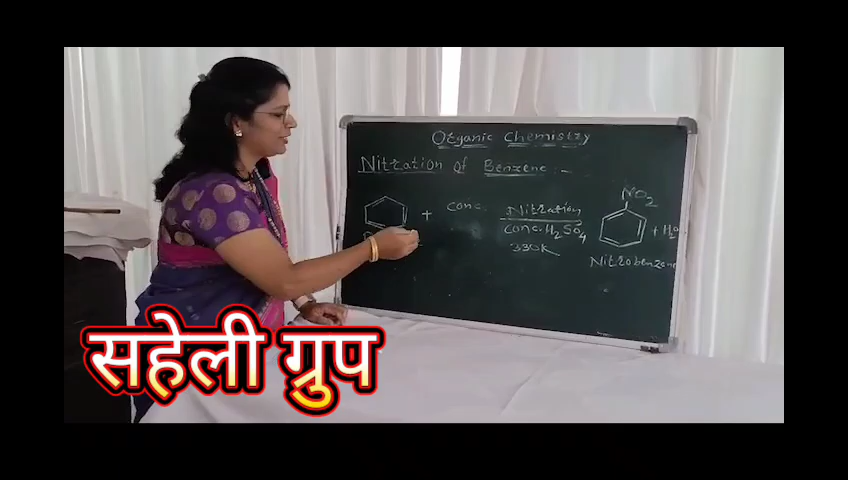 Organic Chemistry
Nitration of Benzene :-
NO2
+ conc. Nitration
conc. H2SO4 + H2O
330K
Nitrobenzene
सहेली ग्रुप